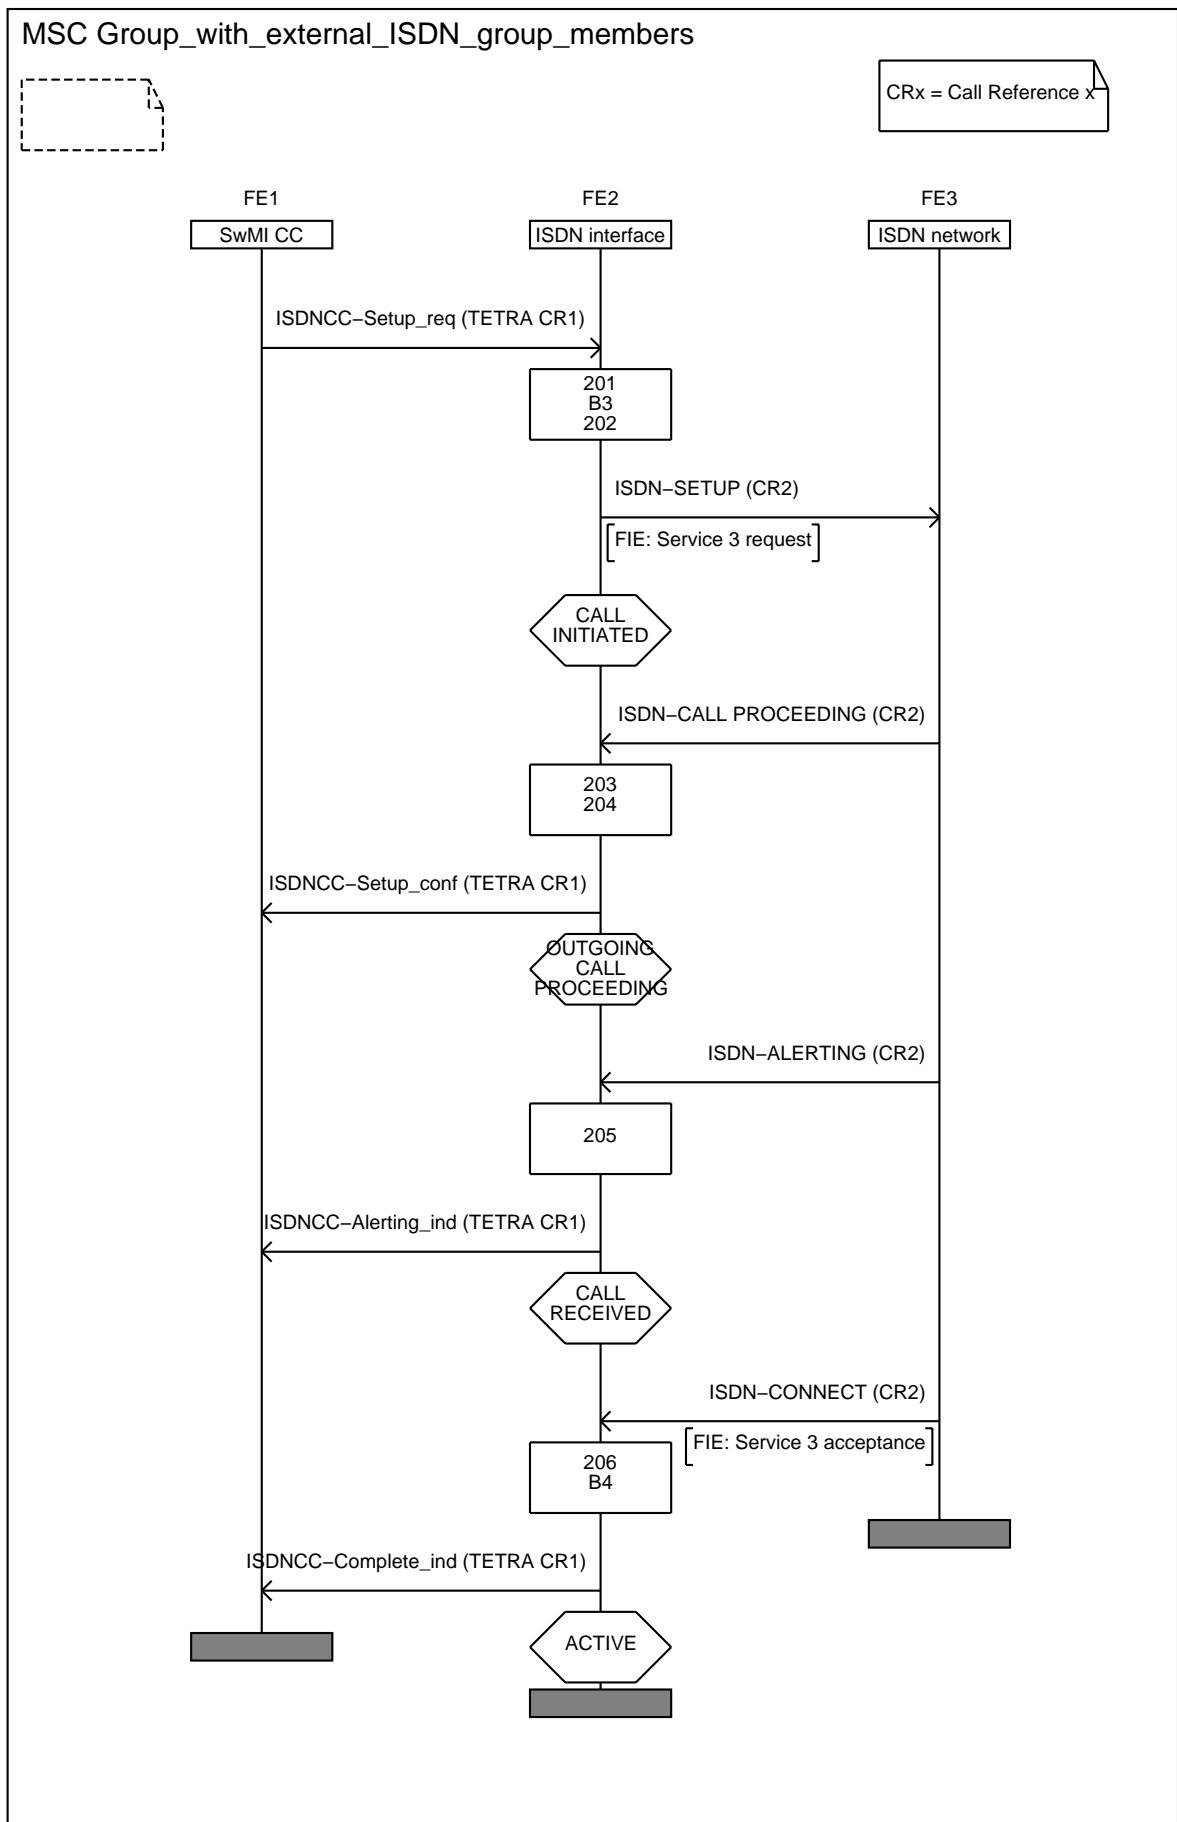 MSC Group_with_external_ISDN_group_members
CRx = Call Reference x
FE1
FE2
FE3
SwMI CC
ISDN interface
ISDN network
ISDNCC−Setup_req (TETRA CR1)
201
B3
202
ISDN−SETUP (CR2)
FIE: Service 3 request
CALL
INITIATED
ISDN−CALL PROCEEDING (CR2)
203
204
ISDNCC−Setup_conf (TETRA CR1)
OUTGOING
CALL
PROCEEDING
ISDN−ALERTING (CR2)
205
ISDNCC−Alerting_ind (TETRA CR1)
CALL
RECEIVED
ISDN−CONNECT (CR2)
FIE: Service 3 acceptance
206
B4
ISDNCC−Complete_ind (TETRA CR1)
ACTIVE